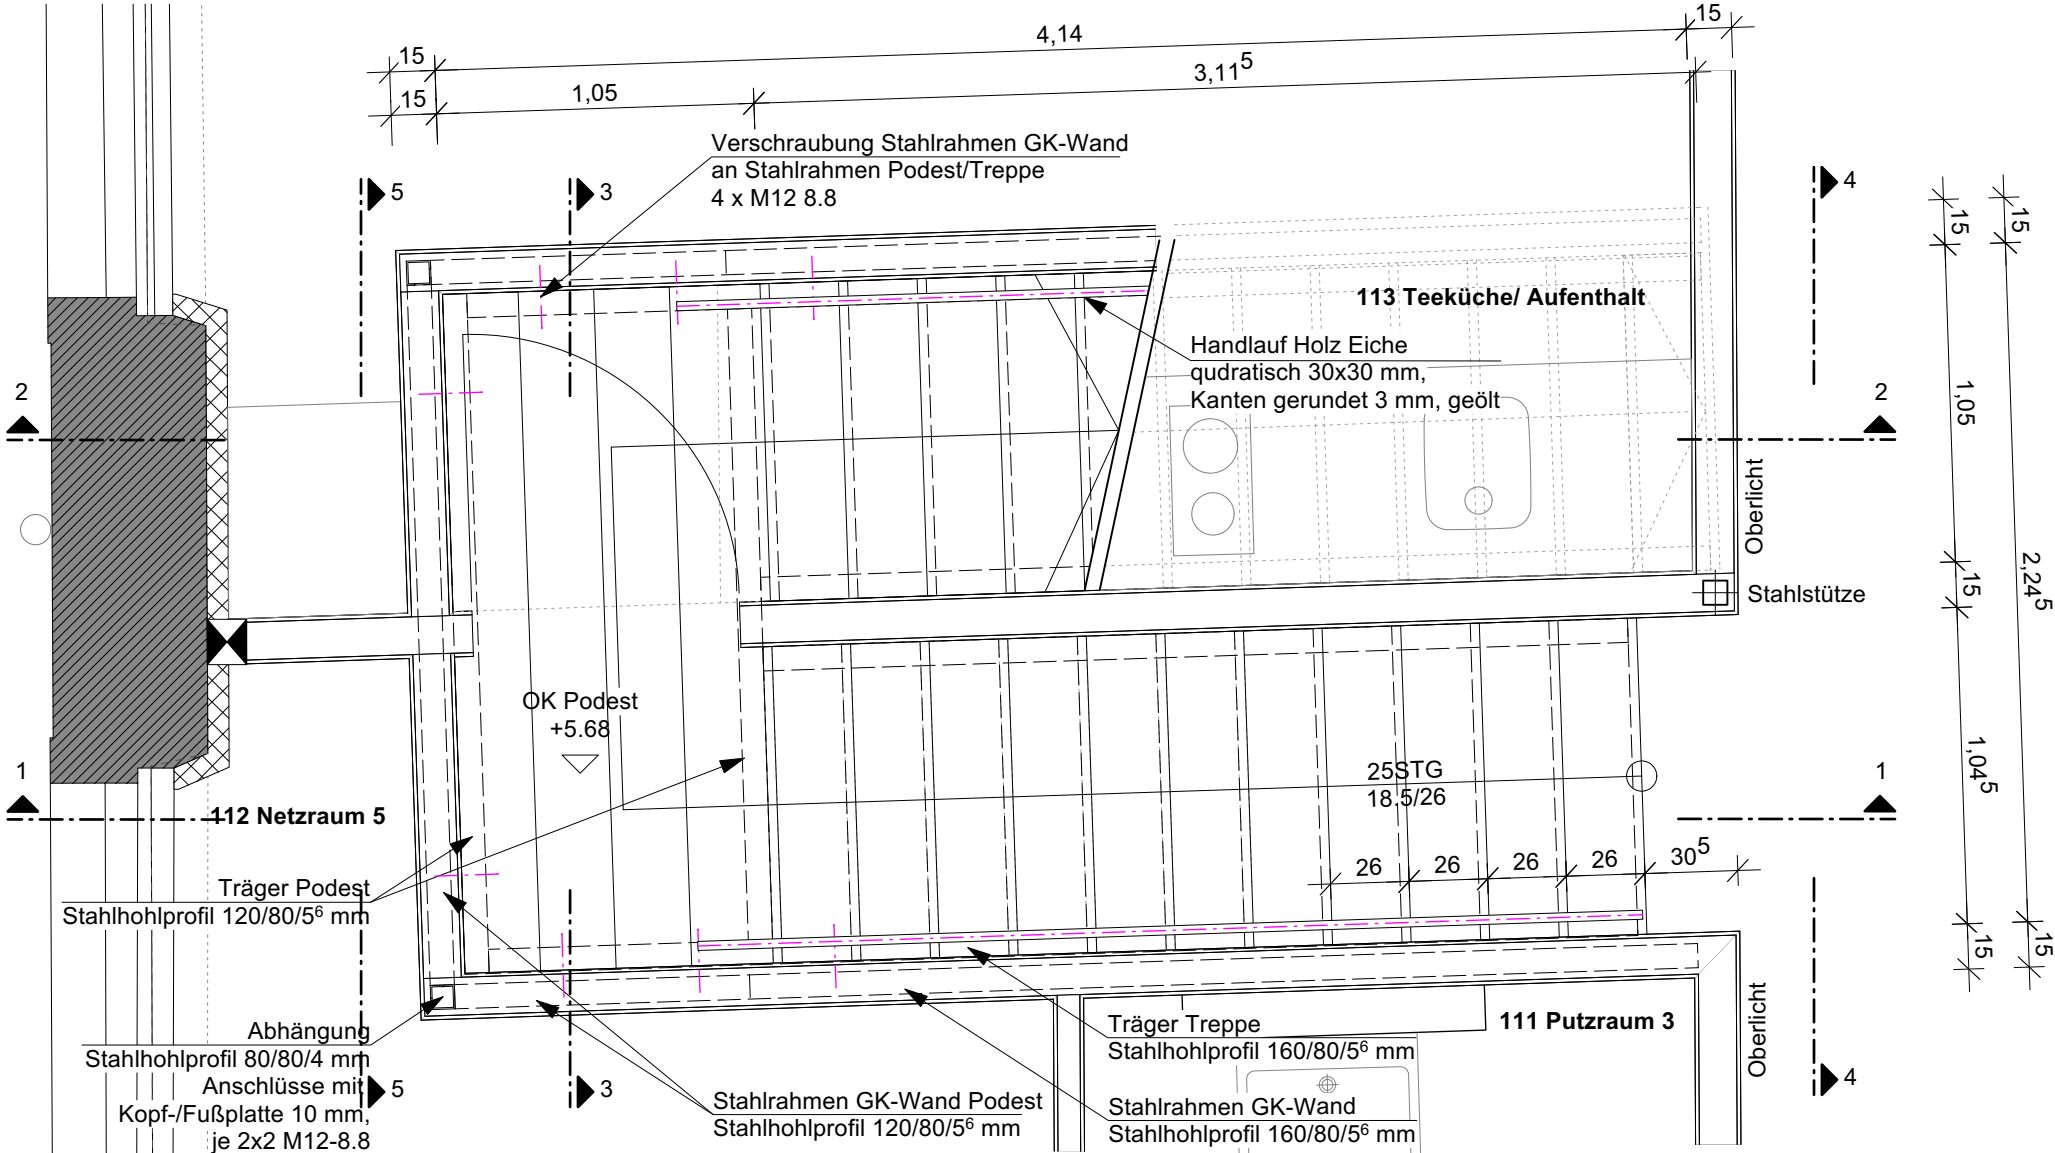 15
4,14
15
15
1,05
3,11⁵
Verschraubung Stahlrahmen GK-Wand
an Stahlrahmen Podest/Treppe
4 x M12 8.8
5
3
4
15
15
113 Teeküche/ Aufenthalt
Handlauf Holz Eiche
qudratisch 30x30 mm,
Kanten gerundet 3 mm, geölt
2
2
1,05
Oberlicht
15
2,24⁵
Stahlstütze
OK Podest
+5.68
1
25STG
18.5/26
1
1,04⁵
112 Netzraum 5
26
26
26
26
30⁵
Träger Podest
Stahlhohlprofil 120/80/5⁶ mm
15
15
Abhängung
Stahlhohlprofil 80/80/4 mm
Anschlüsse mit
Kopf-/Fußplatte 10 mm,
je 2x2 M12-8.8
5
3
Stahlrahmen GK-Wand Podest
Stahlhohlprofil 120/80/5⁶ mm
Träger Treppe
Stahlhohlprofil 160/80/5⁶ mm
Stahlrahmen GK-Wand
Stahlhohlprofil 160/80/5⁶ mm
111 Putzraum 3
Oberlicht
4